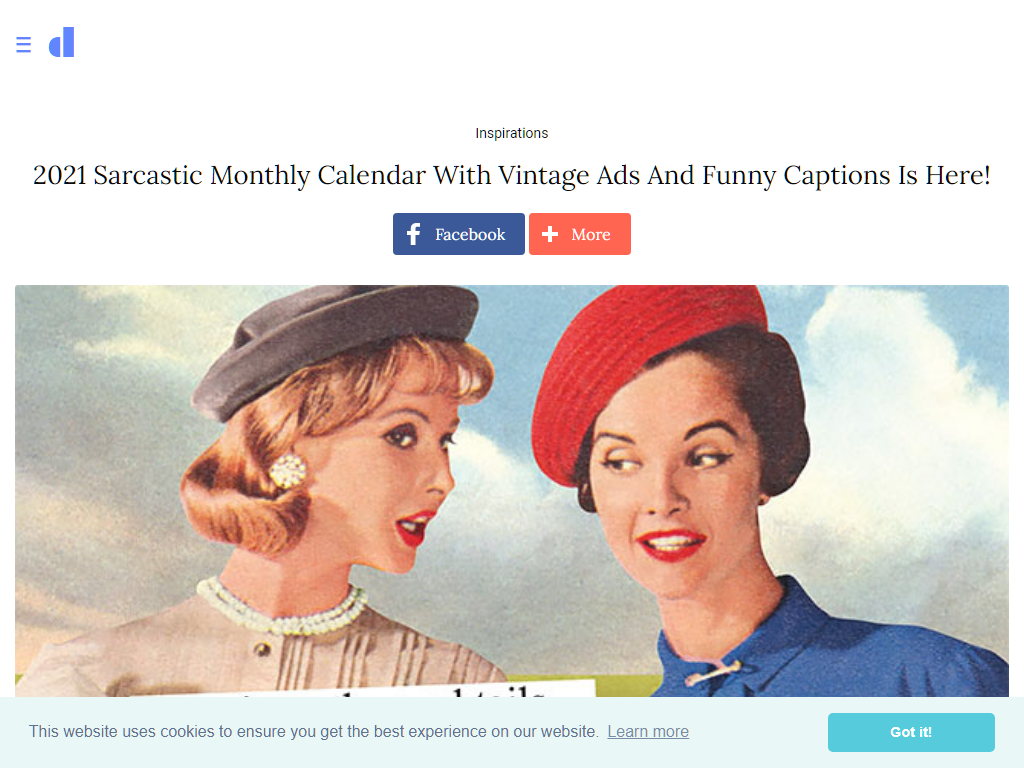 Inspirations
2021 Sarcastic Monthly Calendar With Vintage Ads And Funny Captions Is Here!
Facebook
More
This website uses cookies to ensure you get the best experience on our website. Learn more
Got it!